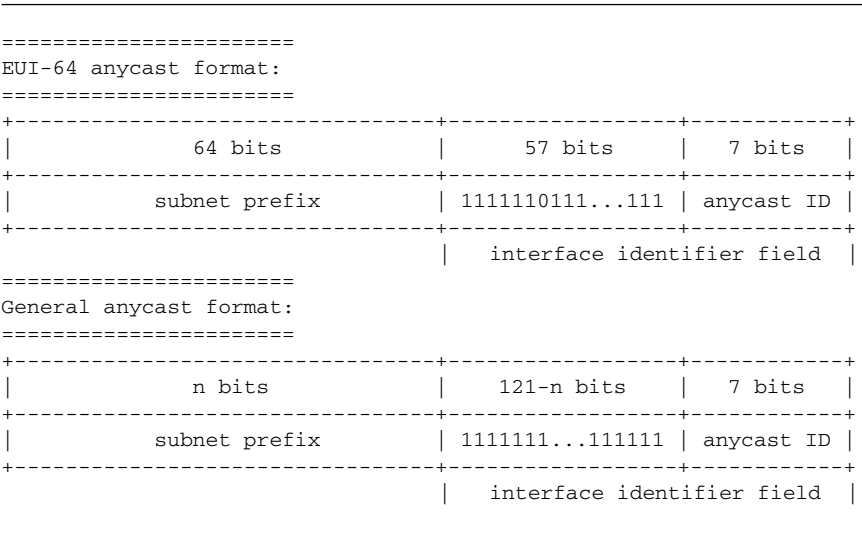 =======================
EUI-64 anycast format:
=======================
+---------------------------------+------------------+------------+
|              64 bits            |      57 bits     |   7 bits   |
+---------------------------------+------------------+------------+
|           subnet prefix         | 1111110111...111 | anycast ID |
+---------------------------------+------------------+------------+
                                  |   interface identifier field  |
=======================
General anycast format:
=======================
+---------------------------------+------------------+------------+
|              n bits             |    121-n bits    |   7 bits   |
+---------------------------------+------------------+------------+
|           subnet prefix         | 1111111...111111 | anycast ID |
+---------------------------------+------------------+------------+
                                  |   interface identifier field  |